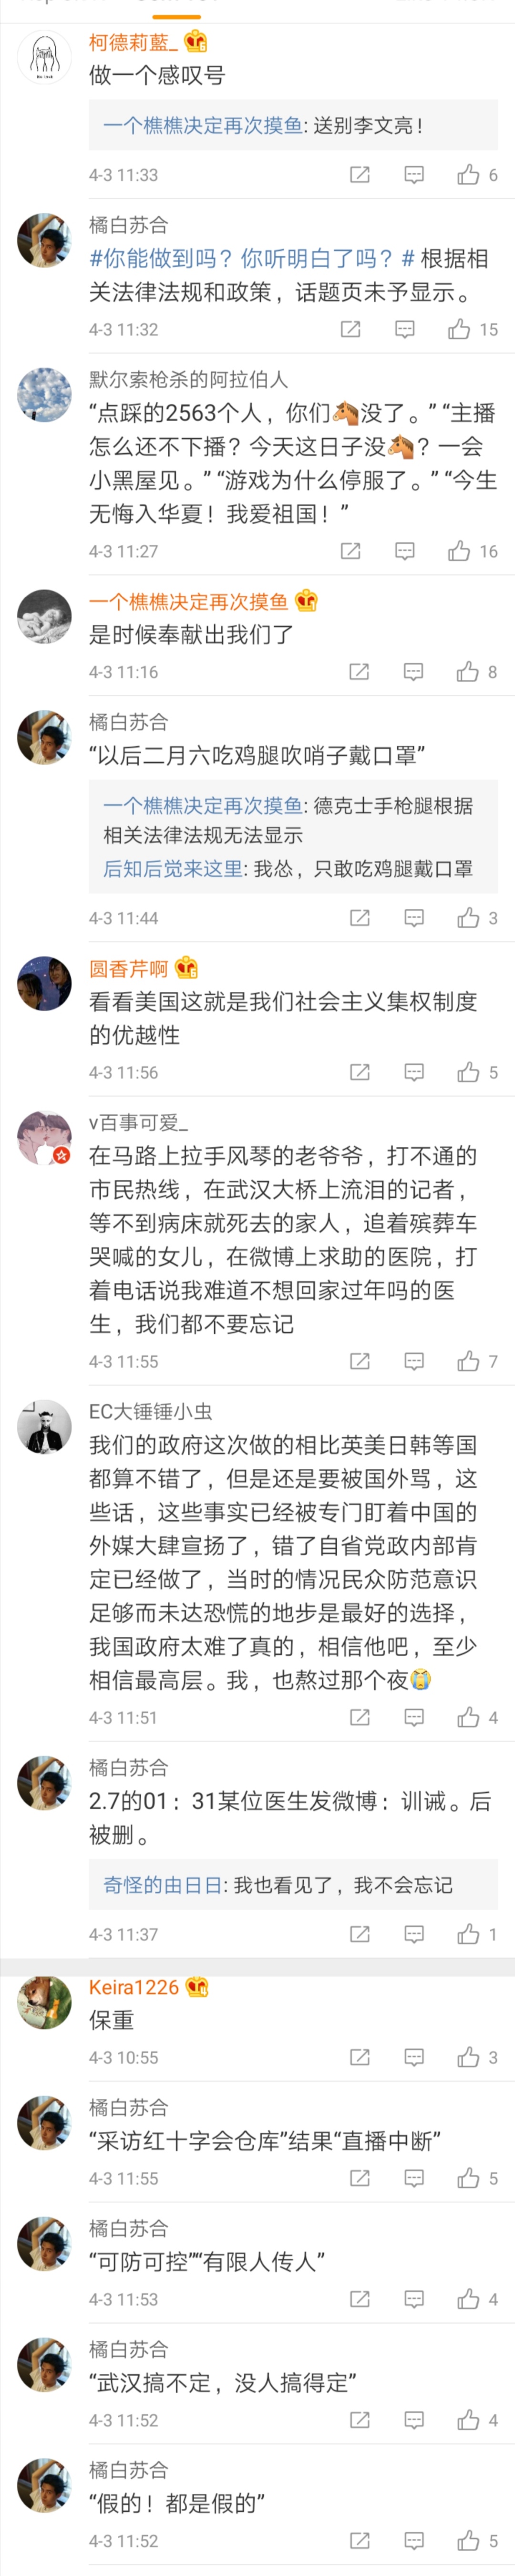 柯德莉蓝_
做一个感叹号
一个樵樵决定再次摸鱼: 送别李文亮!
4-3 11:33
6
橘白苏合
#你能做到吗？你听明白了吗？# 根据相
关法律法规和政策，话题页未予显示。
4-3 11:32
15
默尔索枪杀的阿拉伯人
“点踩的2563个人，你们🐴没了。”“主播
怎么还不下播？今天这日子没🐴？一会
小黑屋见。”“游戏为什么停服了。”“今生
无悔入华夏！我爱祖国！”
4-3 11:27
16
一个樵樵决定再次摸鱼
是时候奉献出我们了
4-3 11:16
8
橘白苏合
“以后二月六吃鸡腿吹哨子戴口罩”
一个樵樵决定再次摸鱼: 德克士手枪腿根据
相关法律法规无法显示
后知后觉来这里: 我怂，只敢吃鸡腿戴口罩
4-3 11:44
3
圆香芹啊
看看美国这就是我们社会主义集权制度
的优越性
4-3 11:56
5
v百事可爱_
在马路上拉手风琴的老爷爷，打不通的
市民热线，在武汉大桥上流泪的记者，
等不到病床就死去的家人，追着殡葬车
哭喊的女儿，在微博上求助的医院，打
着电话说我难道不想回家过年吗的医
生，我们都不要忘记
4-3 11:55
7
EC大锤锤小虫
我们的政府这次做的相比英美日韩等国
都算不错了，但是还是要被国外骂，这
些话，这些事实已经被专门盯着中国的
外媒大肆宣扬了，错了自省党政内部肯
定已经做了，当时的情况民众防范意识
足够而未达恐慌的地步是最好的选择，
我国政府太难了真的，相信他吧，至少
相信最高层。我，也熬过那个夜😭
4-3 11:51
4
橘白苏合
2.7的01：31某位医生发微博：训诫。后
被删。
奇怪的由日日: 我也看见了，我不会忘记
4-3 11:37
1
Keira1226
保重
4-3 10:55
3
橘白苏合
“采访红十字会仓库”结果“直播中断”
4-3 11:55
5
橘白苏合
“可防可控”“有限人传人”
4-3 11:53
4
橘白苏合
“武汉搞不定，没人搞得定”
4-3 11:52
4
橘白苏合
“假的！都是假的”
4-3 11:52
5